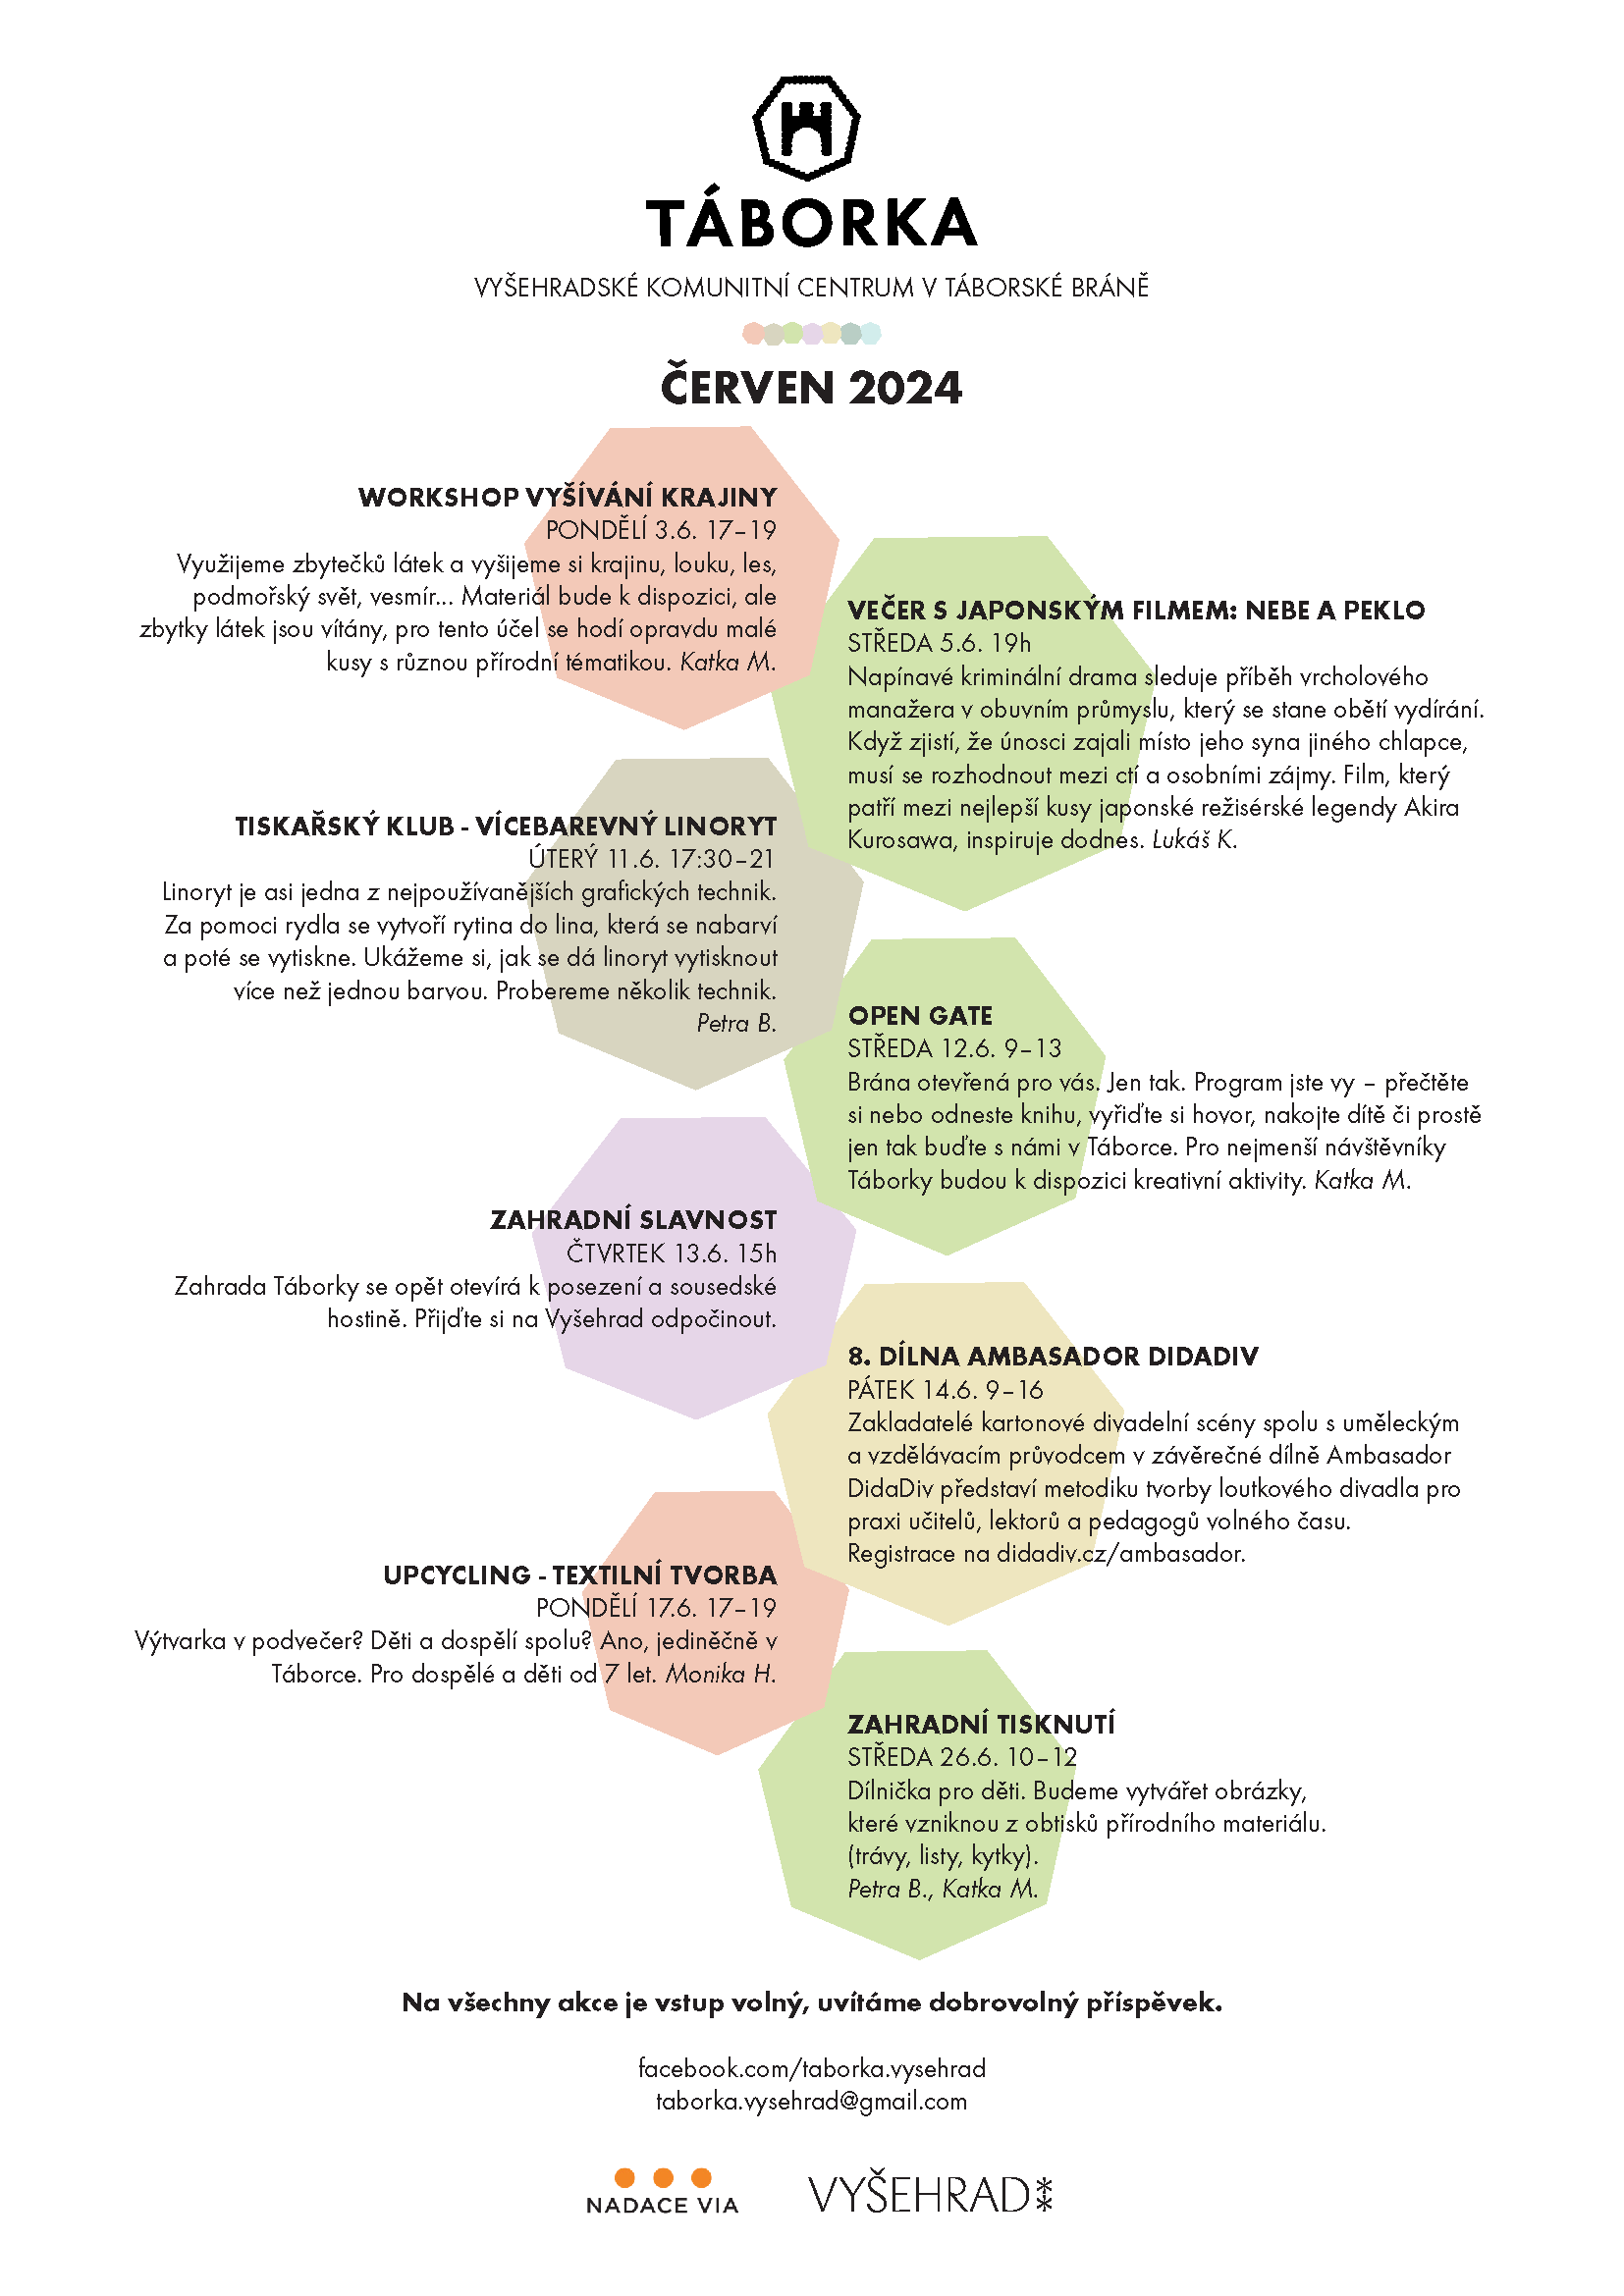 TÁBORKA
VYŠEHRADSKÉ KOMUNITNÍ CENTRUM V TÁBORSKÉ BRÁNĚ
ČERVEN 2024
WORKSHOP VYŠÍVÁNÍ KRAJINY
PONDĚLÍ 3.6. 17–19
Využijeme zbytečků látek a vyšijeme si krajinu, louku, les,
podmořský svět, vesmír... Materiál bude k dispozici, ale
zbytky látek jsou vítány, pro tento účel se hodí opravdu malé
kusy s různou přírodní tématikou. Katka M.
VEČER S JAPONSKÝM FILMEM: NEBE A PEKLO
STŘEDA 5.6. 19h
Napínavé kriminální drama sleduje příběh vrcholového
manažera v obuvním průmyslu, který se stane obětí vydírání.
Když zjistí, že únosci zajali místo jeho syna jiného chlapce,
musí se rozhodnout mezi ctí a osobními zájmy. Film, který
patří mezi nejlepší kusy japonské režisérské legendy Akira
Kurosawa, inspiruje dodnes. Lukáš K.
TISKAŘSKÝ KLUB - VÍCEBAREVNÝ LINORYT
ÚTERÝ 11.6. 17:30–21
Linoryt je asi jedna z nejpoužívanějších grafických technik.
Za pomoci rydla se vytvoří rytina do lina, která se nabarví
a poté se vytiskne. Ukážeme si, jak se dá linoryt vytisknout
více než jednou barvou. Probereme několik technik.
Petra B.
OPEN GATE
STŘEDA 12.6. 9–13
Brána otevřená pro vás. Jen tak. Program jste vy – přečtěte
si nebo odneste knihu, vyřiďte si hovor, nakojte dítě či prostě
jen tak buďte s námi v Táborce. Pro nejmenší návštěvníky
Táborky budou k dispozici kreativní aktivity. Katka M.
ZAHRADNÍ SLAVNOST
ČTVRTEK 13.6. 15h
Zahrada Táborky se opět otevírá k posezení a sousedské
hostině. Přijďte si na Vyšehrad odpočinout.
8. DÍLNA AMBASADOR DIDADIV
PÁTEK 14.6. 9–16
Zakladatelé kartonové divadelní scény spolu s uměleckým
a vzdělávacím průvodcem v závěrečné dílně Ambasador
DidaDiv představí metodiku tvorby loutkového divadla pro
praxi učitelů, lektorů a pedagogů volného času.
Registrace na didadiv.cz/ambasador.
UPCYCLING - TEXTILNÍ TVORBA
PONDĚLÍ 17.6. 17–19
Výtvarka v podvečer? Děti a dospělí spolu? Ano, jediněčně v
Táborce. Pro dospělé a děti od 7 let. Monika H.
ZAHRADNÍ TISKNUTÍ
STŘEDA 26.6. 10–12
Dílnička pro děti. Budeme vytvářet obrázky,
které vzniknou z obtisků přírodního materiálu.
(trávy, listy, kytky).
Petra B., Katka M.
Na všechny akce je vstup volný, uvítáme dobrovolný příspěvek.
facebook.com/taborka.vysehrad
taborka.vysehrad@gmail.com
NADACE VIA
VYŠEHRAD